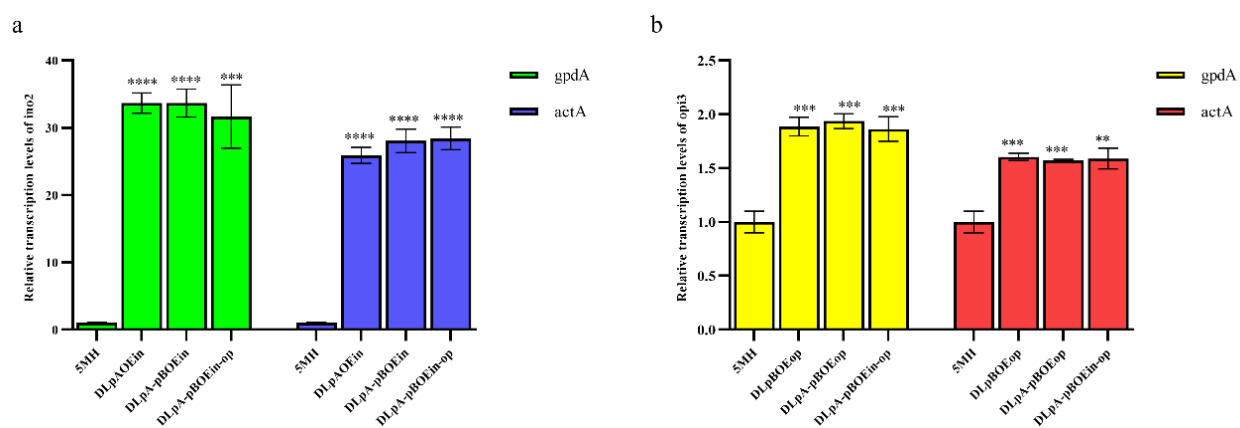 a
Relative transcription levels of ino2
40
30
20
10
0
**** **** ***
**** **** ****
5MH
DLpAOEin
DLpA-pBOEin
DLpA-pBOEin-op
5MH
DLpAOEin
DLpA-pBOEin
DLpA-pBOEin-op
gpdA
actA
b
Relative transcription levels of opi3
2.5
2.0
1.5
1.0
0.5
0.0
*** *** ***
*** *** **
5MH
DLpBOEop
DLpA-pBOEop
DLpA-pBOEin-op
5MH
DLpBOEop
DLpA-pBOEop
DLpA-pBOEin-op
gpdA
actA